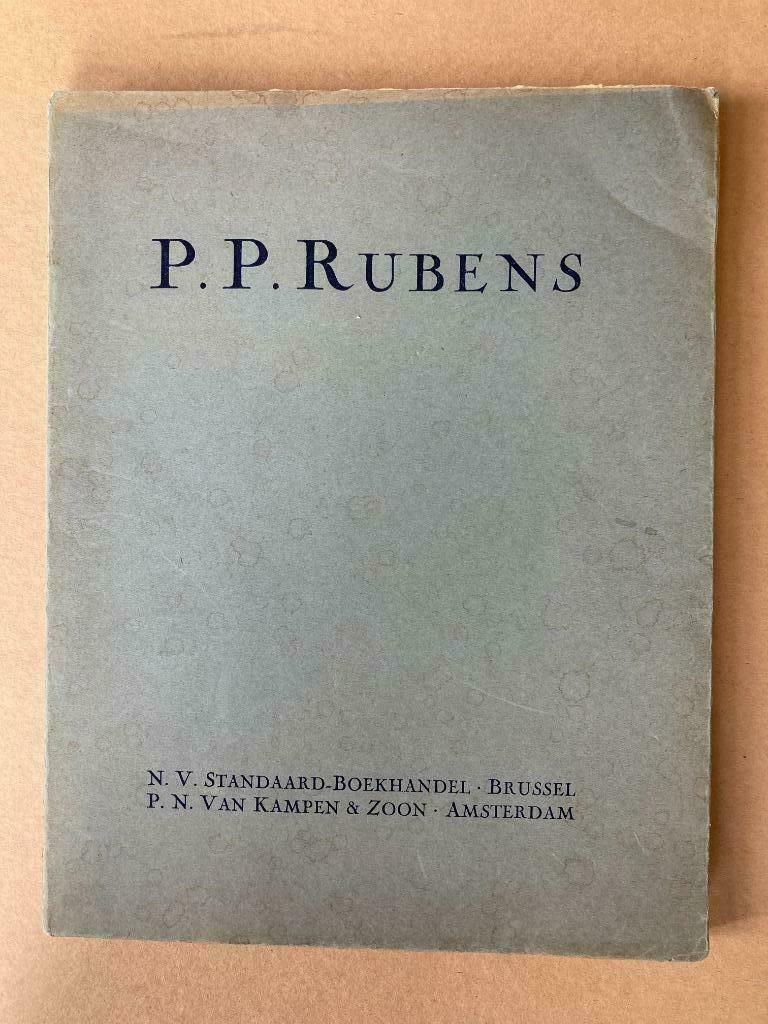 P. P. RUBENS
N. V. STANDAARD-BOEKHANDEL · BRUSSEL
P. N. VAN KAMPEN & ZOON · AMSTERDAM